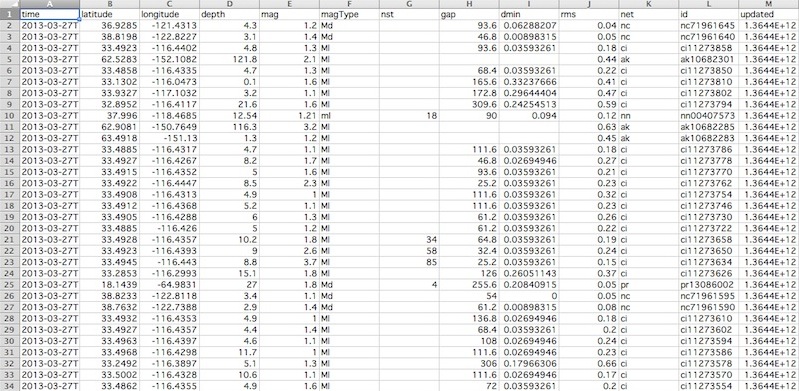 A B C D E F G H I J K L M
1 time latitude longitude depth mag magType nst gap dmin rms net id updated
2 2013-03-27T 36.9285 -121.4313 4.3 1.2 Md 93.6 0.06288207 0.04 nc nc71961645 1.3644E+12
3 2013-03-27T 38.8198 -122.8227 3.1 1.4 Md 46.8 0.00898315 0.05 nc nc71961640 1.3644E+12
4 2013-03-27T 33.4923 -116.4402 4.8 1.3 Ml 93.6 0.03593261 0.18 ci ci11273858 1.3644E+12
5 2013-03-27T 62.5283 -152.1082 121.8 2.1 Ml 0.44 ak ak10682301 1.3644E+12
6 2013-03-27T 33.4858 -116.4335 4.7 1.3 Ml 68.4 0.03593261 0.22 ci ci11273850 1.3644E+12
7 2013-03-27T 33.1302 -116.0473 0.1 1.6 Ml 165.6 0.33237666 0.41 ci ci11273810 1.3644E+12
8 2013-03-27T 33.9327 -117.1032 3.2 1.1 Ml 172.8 0.29644404 0.47 ci ci11273802 1.3644E+12
9 2013-03-27T 32.8952 -116.4117 21.6 1.6 Ml 309.6 0.24254513 0.59 ci ci11273794 1.3644E+12
10 2013-03-27T 37.996 -118.4685 12.54 1.21 ml 18 90 0.094 0.12 nn nn00407573 1.3644E+12
11 2013-03-27T 62.9081 -150.7649 116.3 3.2 Ml 0.63 ak ak10682285 1.3644E+12
12 2013-03-27T 63.4918 -151.13 1.3 1.2 Ml 0.45 ak ak10682283 1.3644E+12
13 2013-03-27T 33.4885 -116.4317 4.7 1.1 Ml 111.6 0.03593261 0.18 ci ci11273786 1.3644E+12
14 2013-03-27T 33.4927 -116.4267 8.2 1.7 Ml 46.8 0.02694946 0.27 ci ci11273778 1.3644E+12
15 2013-03-27T 33.4915 -116.4352 5 1.6 Ml 93.6 0.03593261 0.21 ci ci11273770 1.3644E+12
16 2013-03-27T 33.4922 -116.4447 8.5 2.3 Ml 25.2 0.03593261 0.23 ci ci11273762 1.3644E+12
17 2013-03-27T 33.4908 -116.4313 4.9 1 Ml 111.6 0.03593261 0.32 ci ci11273754 1.3644E+12
18 2013-03-27T 33.4912 -116.4368 5.2 1.1 Ml 111.6 0.03593261 0.23 ci ci11273746 1.3644E+12
19 2013-03-27T 33.4905 -116.4288 6 1.3 Ml 61.2 0.03593261 0.26 ci ci11273730 1.3644E+12
20 2013-03-27T 33.4885 -116.426 5 1.2 Ml 61.2 0.03593261 0.22 ci ci11273722 1.3644E+12
21 2013-03-27T 33.4928 -116.4357 10.2 1.8 Ml 34 64.8 0.03593261 0.19 ci ci11273658 1.3644E+12
22 2013-03-27T 33.4923 -116.4393 9 2.6 Ml 58 32.4 0.03593261 0.24 ci ci11273650 1.3644E+12
23 2013-03-27T 33.4945 -116.443 8.8 3.7 Ml 85 25.2 0.03593261 0.15 ci ci11273634 1.3644E+12
24 2013-03-27T 33.2853 -116.2993 15.1 1.8 Ml 126 0.26051143 0.37 ci ci11273626 1.3644E+12
25 2013-03-27T 18.1439 -64.9831 27 1.8 Md 4 255.6 0.20840915 0.05 pr pr13086002 1.3644E+12
26 2013-03-27T 38.8233 -122.8118 3.4 1.1 Md 54 0 0.05 nc nc71961595 1.3644E+12
27 2013-03-27T 38.7632 -122.7388 2.9 1.4 Md 61.2 0.00898315 0.08 nc nc71961590 1.3644E+12
28 2013-03-27T 33.4932 -116.4353 4.9 1 Ml 136.8 0.02694946 0.18 ci ci11273610 1.3644E+12
29 2013-03-27T 33.4927 -116.4357 4.4 1.4 Ml 68.4 0.03593261 0.2 ci ci11273602 1.3644E+12
30 2013-03-27T 33.4963 -116.4397 4.6 1.1 Ml 108 0.02694946 0.24 ci ci11273594 1.3644E+12
31 2013-03-27T 33.4968 -116.4298 11.7 1 Ml 111.6 0.02694946 0.23 ci ci11273586 1.3644E+12
32 2013-03-27T 33.2492 -116.3897 5.1 1.3 Ml 306 0.17966306 0.66 ci ci11273578 1.3644E+12
33 2013-03-27T 33.5002 -116.4328 10.6 1.1 Ml 111.6 0.02694946 0.17 ci ci11273570 1.3644E+12
34 2013-03-27T 33.4862 -116.4355 4.9 1.6 Ml 72 0.03593261 0.2 ci ci11273554 1.3644E+12